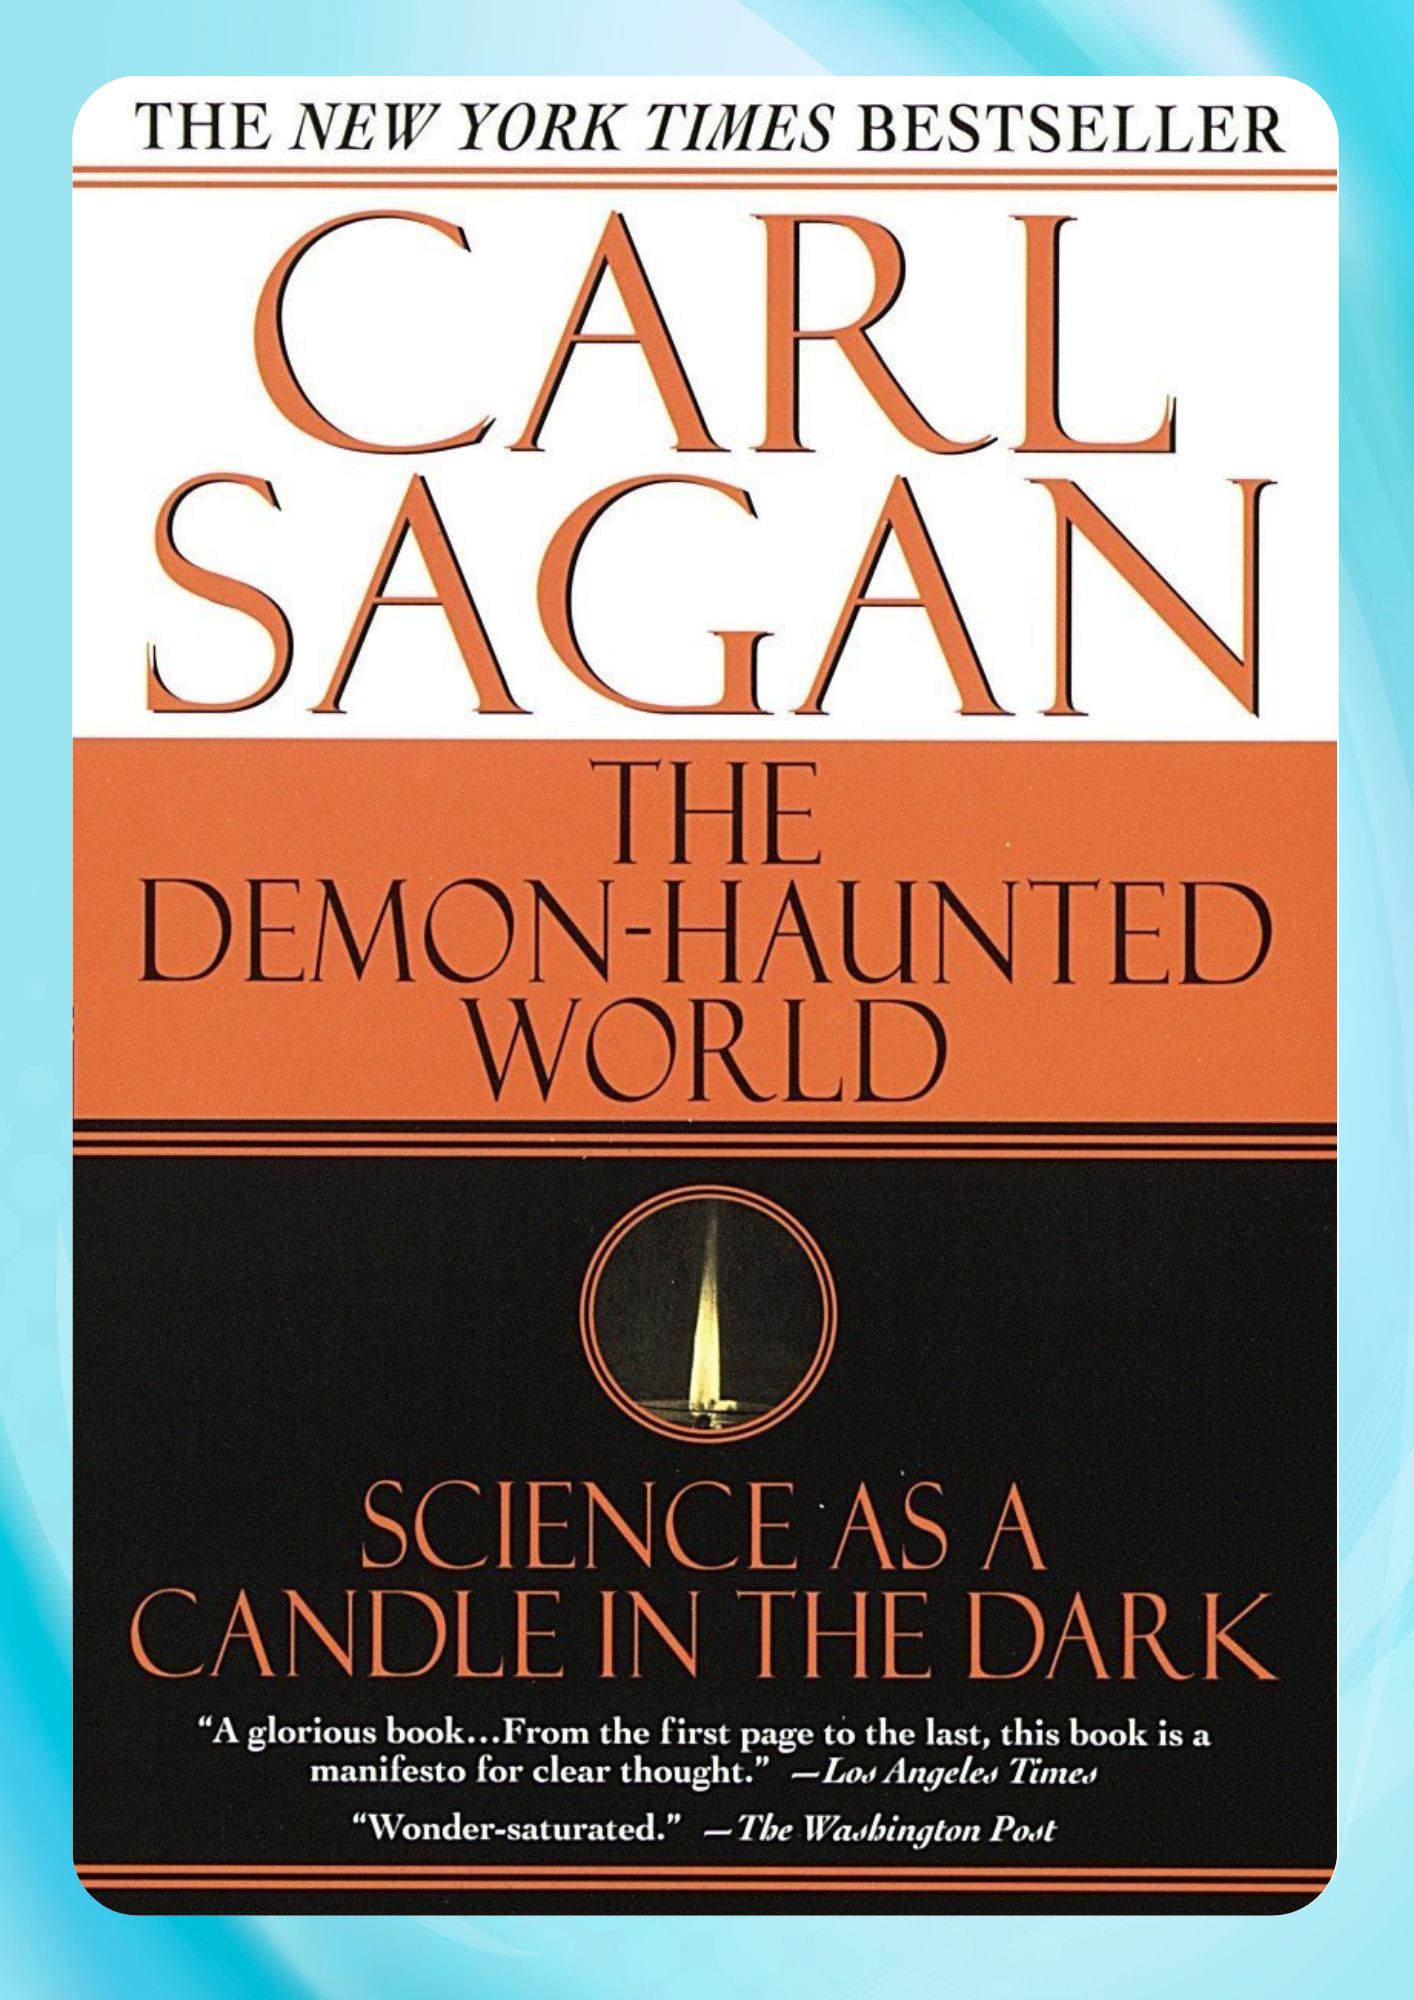 THE NEW YORK TIMES BESTSELLER
CARL
SAGAN
THE
DEMON-HAUNTED
WORLD
SCIENCE AS A
CANDLE IN THE DARK
“A glorious book...From the first page to the last, this book is a
manifesto for clear thought.” —Los Angeles Times
“Wonder-saturated.” —The Washington Post